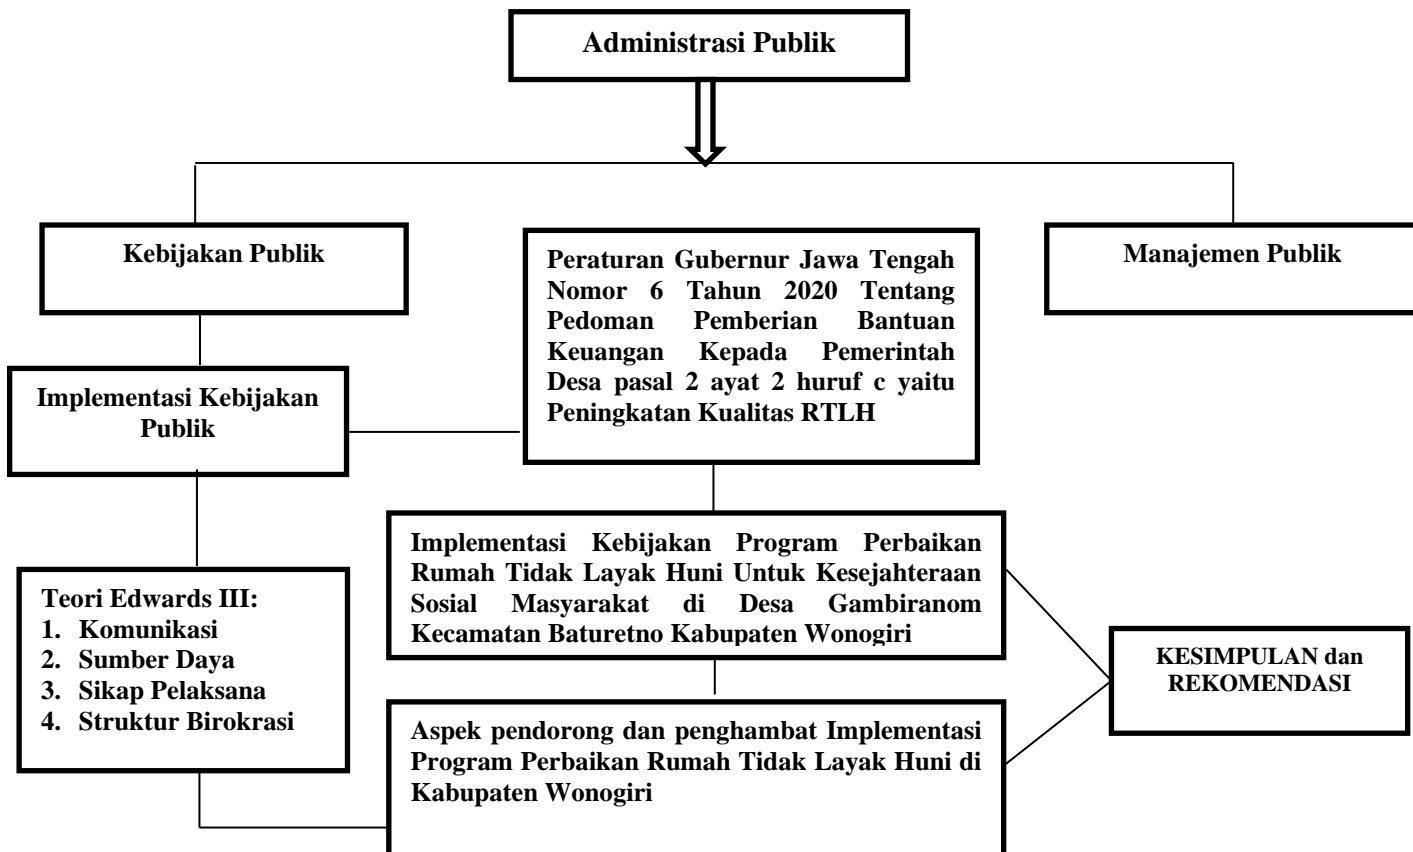 Administrasi Publik
Kebijakan Publik
Peraturan Gubernur Jawa Tengah
Nomor 6 Tahun 2020 Tentang
Pedoman Pemberian Bantuan
Keuangan Kepada Pemerintah
Desa pasal 2 ayat 2 huruf c yaitu
Peningkatan Kualitas RTLH
Manajemen Publik
Implementasi Kebijakan
Publik
Implementasi Kebijakan Program Perbaikan
Rumah Tidak Layak Huni Untuk Kesejahteraan
Sosial Masyarakat di Desa Gambiranom
Kecamatan Baturetno Kabupaten Wonogiri
Teori Edwards III:
1. Komunikasi
2. Sumber Daya
3. Sikap Pelaksana
4. Struktur Birokrasi
KESIMPULAN dan
REKOMENDASI
Aspek pendorong dan penghambat Implementasi
Program Perbaikan Rumah Tidak Layak Huni di
Kabupaten Wonogiri